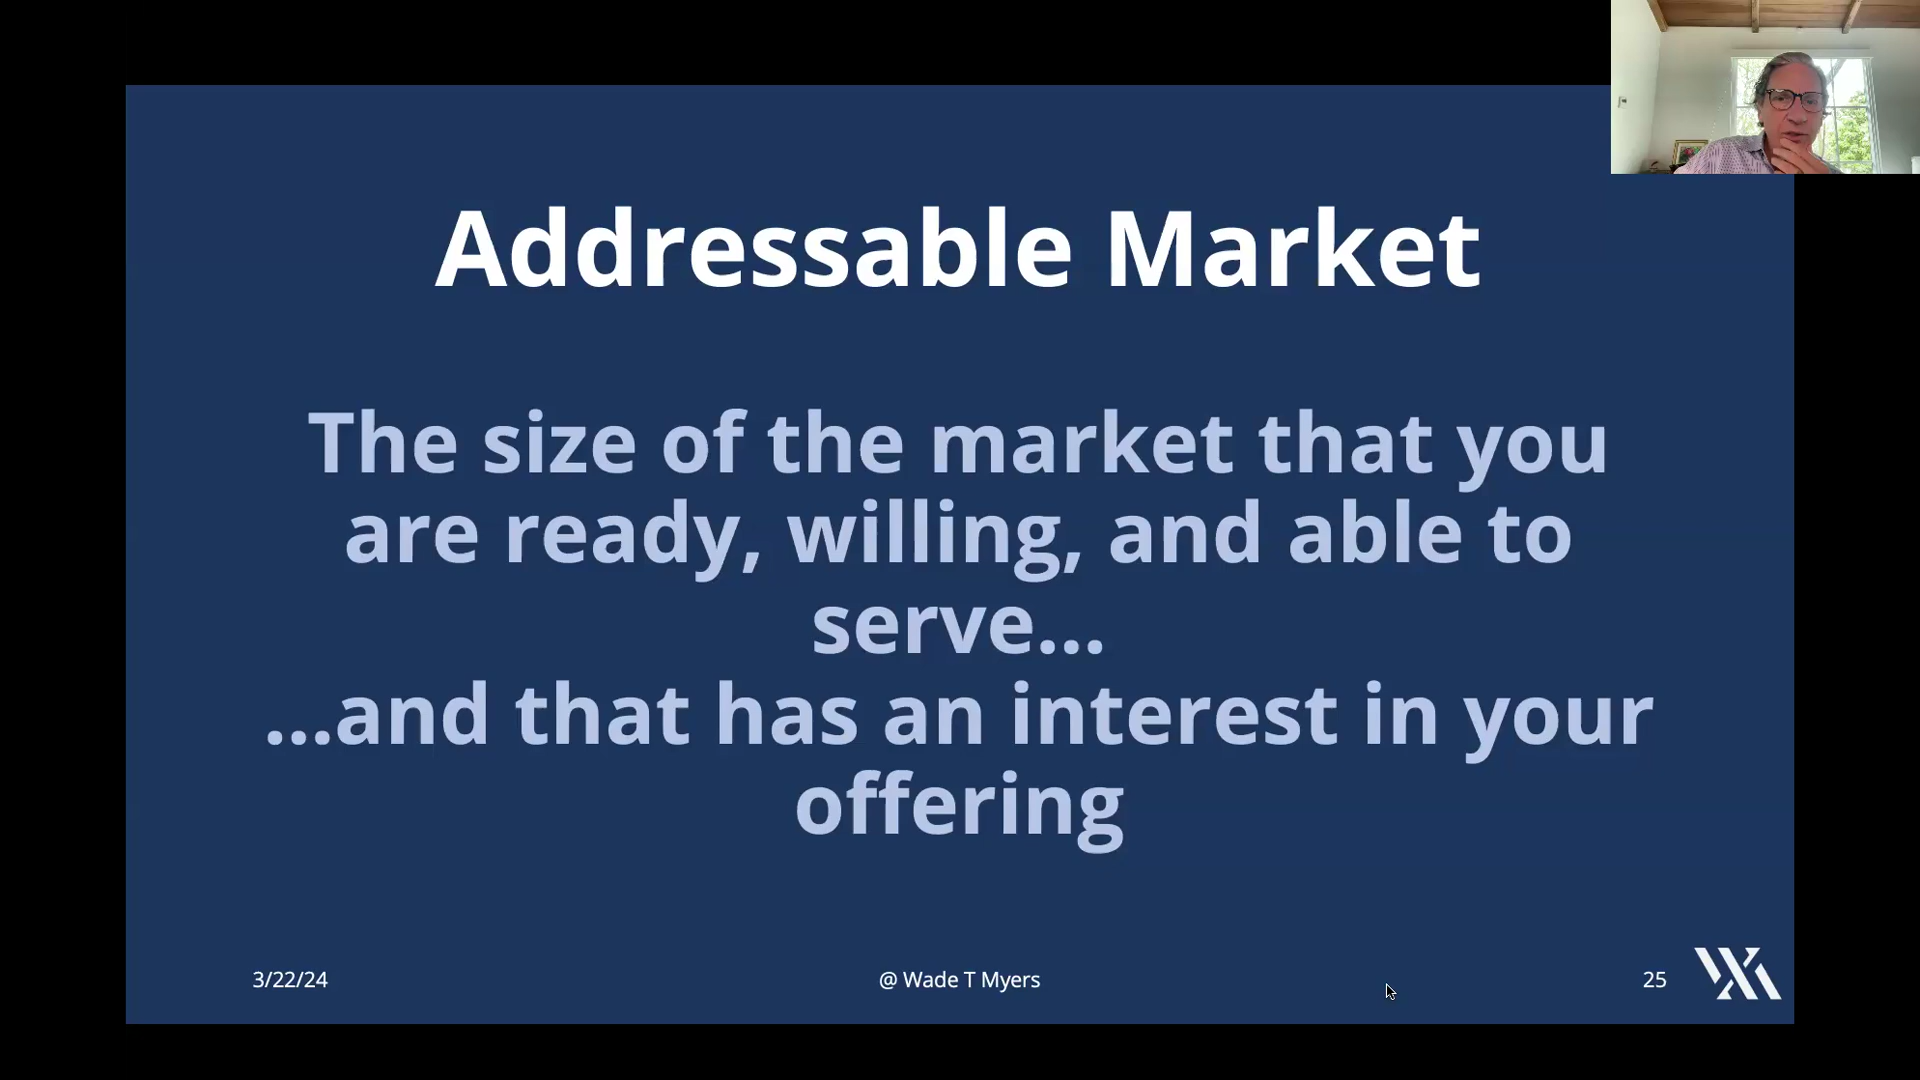 Addressable Market
The size of the market that you
are ready, willing, and able to
serve...
...and that has an interest in your
offering
3/22/24
@ Wade T Myers
25